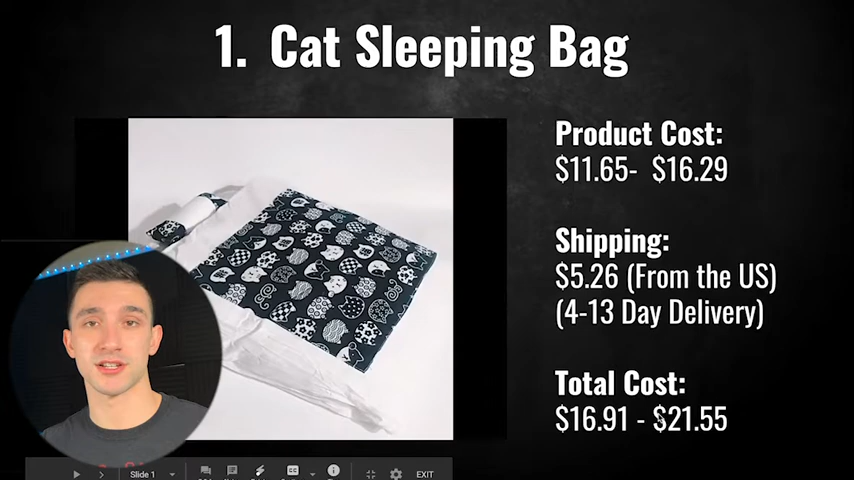 1. Cat Sleeping Bag
Product Cost:
$11.65- $16.29
Shipping:
$5.26 (From the US)
(4-13 Day Delivery)
Total Cost:
$16.91 - $21.55
Slide 1
CC
EXIT